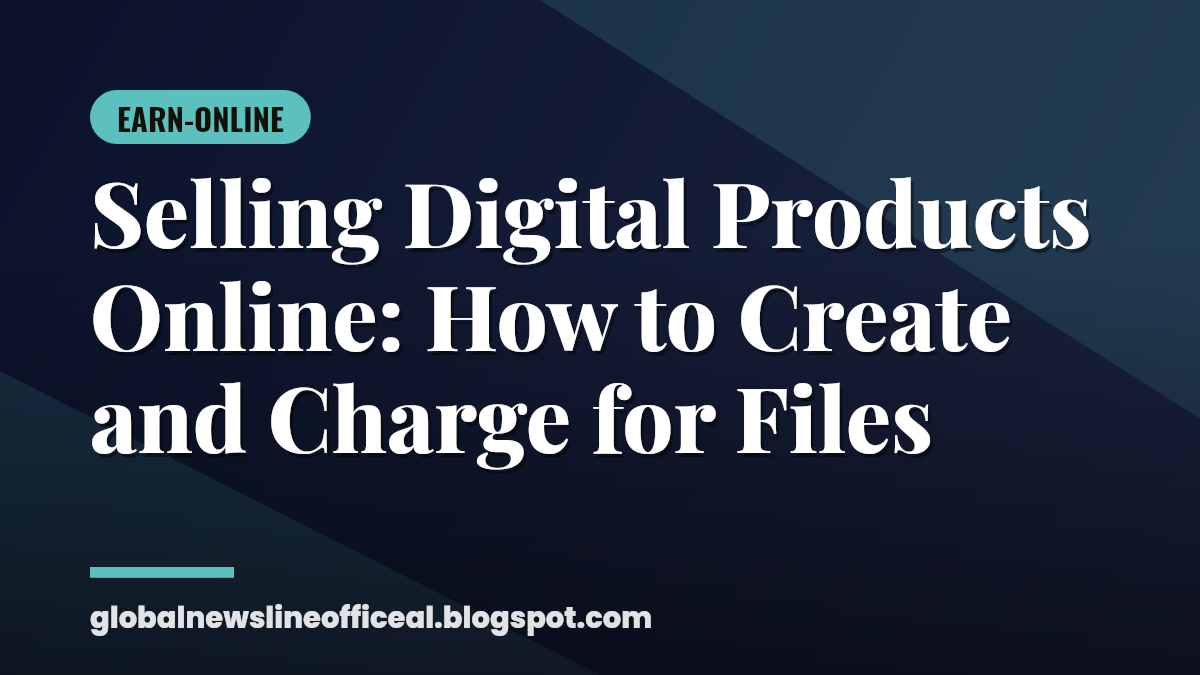 EARN-ONLINE
Selling Digital Products
Online: How to Create
and Charge for Files
globalnewslineofficeal.blogspot.com